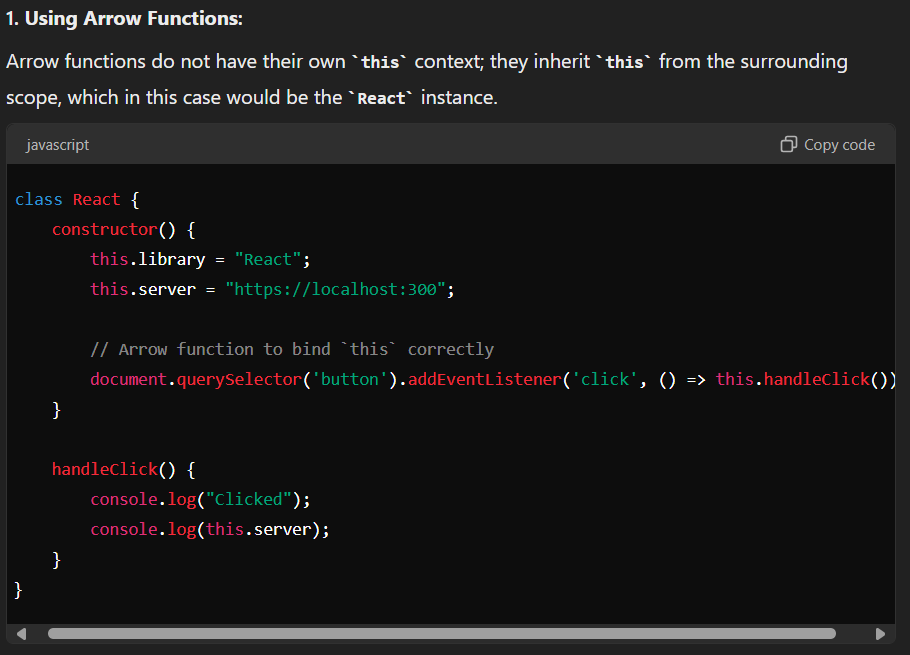 1. Using Arrow Functions:
Arrow functions do not have their own `this` context; they inherit `this` from the surrounding
scope, which in this case would be the `React` instance.
javascript Copy code
class React {
    constructor() {
        this.library = "React";
        this.server = "https://localhost:300";
        // Arrow function to bind `this` correctly
        document.querySelector('button').addEventListener('click', () => this.handleClick())
    }
    handleClick() {
        console.log("Clicked");
        console.log(this.server);
    }
}